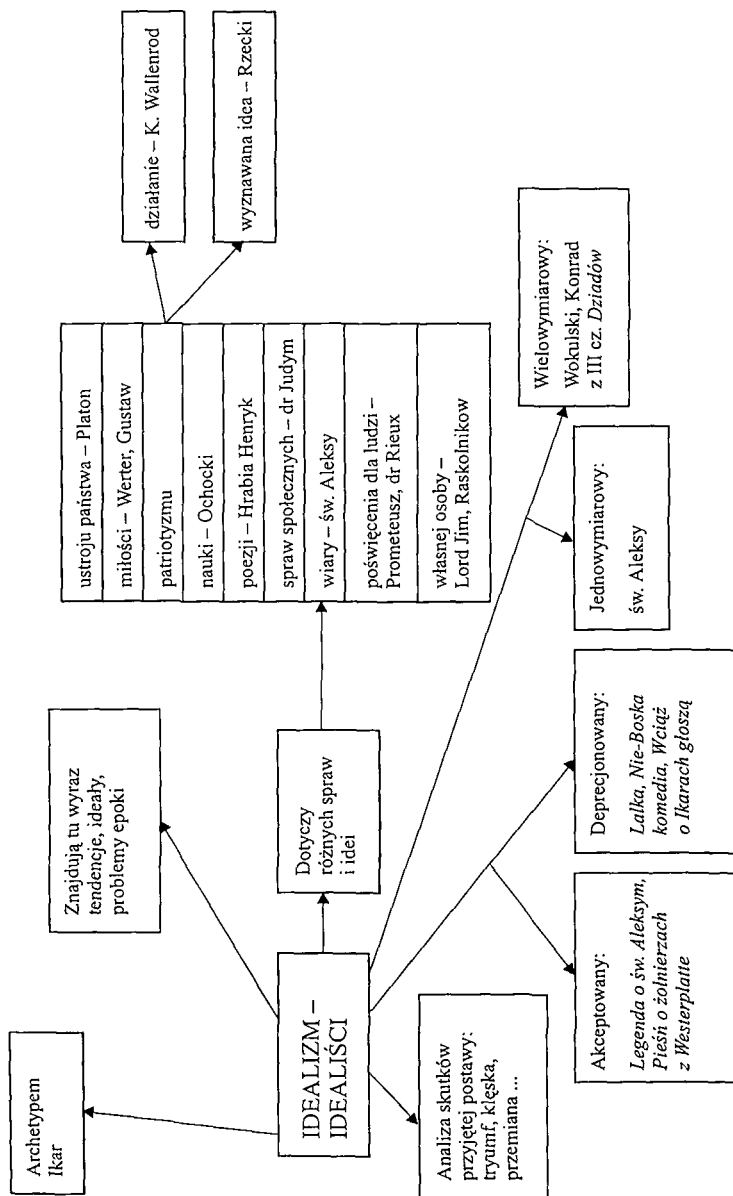 Archetypem
Ikar
Znajdują tu wyraz
tendencje, ideały,
problemy epoki
IDEALIZM –
IDEALIŚCI
Dotyczy
różnych spraw
i idei
ustroju państwa – Platon
miłości – Werter, Gustaw
patriotyzmu
nauki – Ochocki
poezji – Hrabia Henryk
spraw społecznych – dr Judym
wiary – św. Aleksy
poświęcenia dla ludzi –
Prometeusz, dr Rieux
własnej osoby –
Lord Jim, Raskolnikow
działanie – K. Wallenrod
wyznawana idea – Rzecki
Analiza skutków
przyjętej postawy:
tryumf, klęska,
przemiana ...
Akceptowany:
Legenda o św. Aleksym,
Pieśń o żołnierzach
z Westerplatte
Deprecjonowany:
Lalka, Nie-Boska
komedia, Wciąż
o Ikarach głoszą
Jednowymiarowy:
św. Aleksy
Wielowymiarowy:
Wokulski, Konrad
z III cz. Dziadów